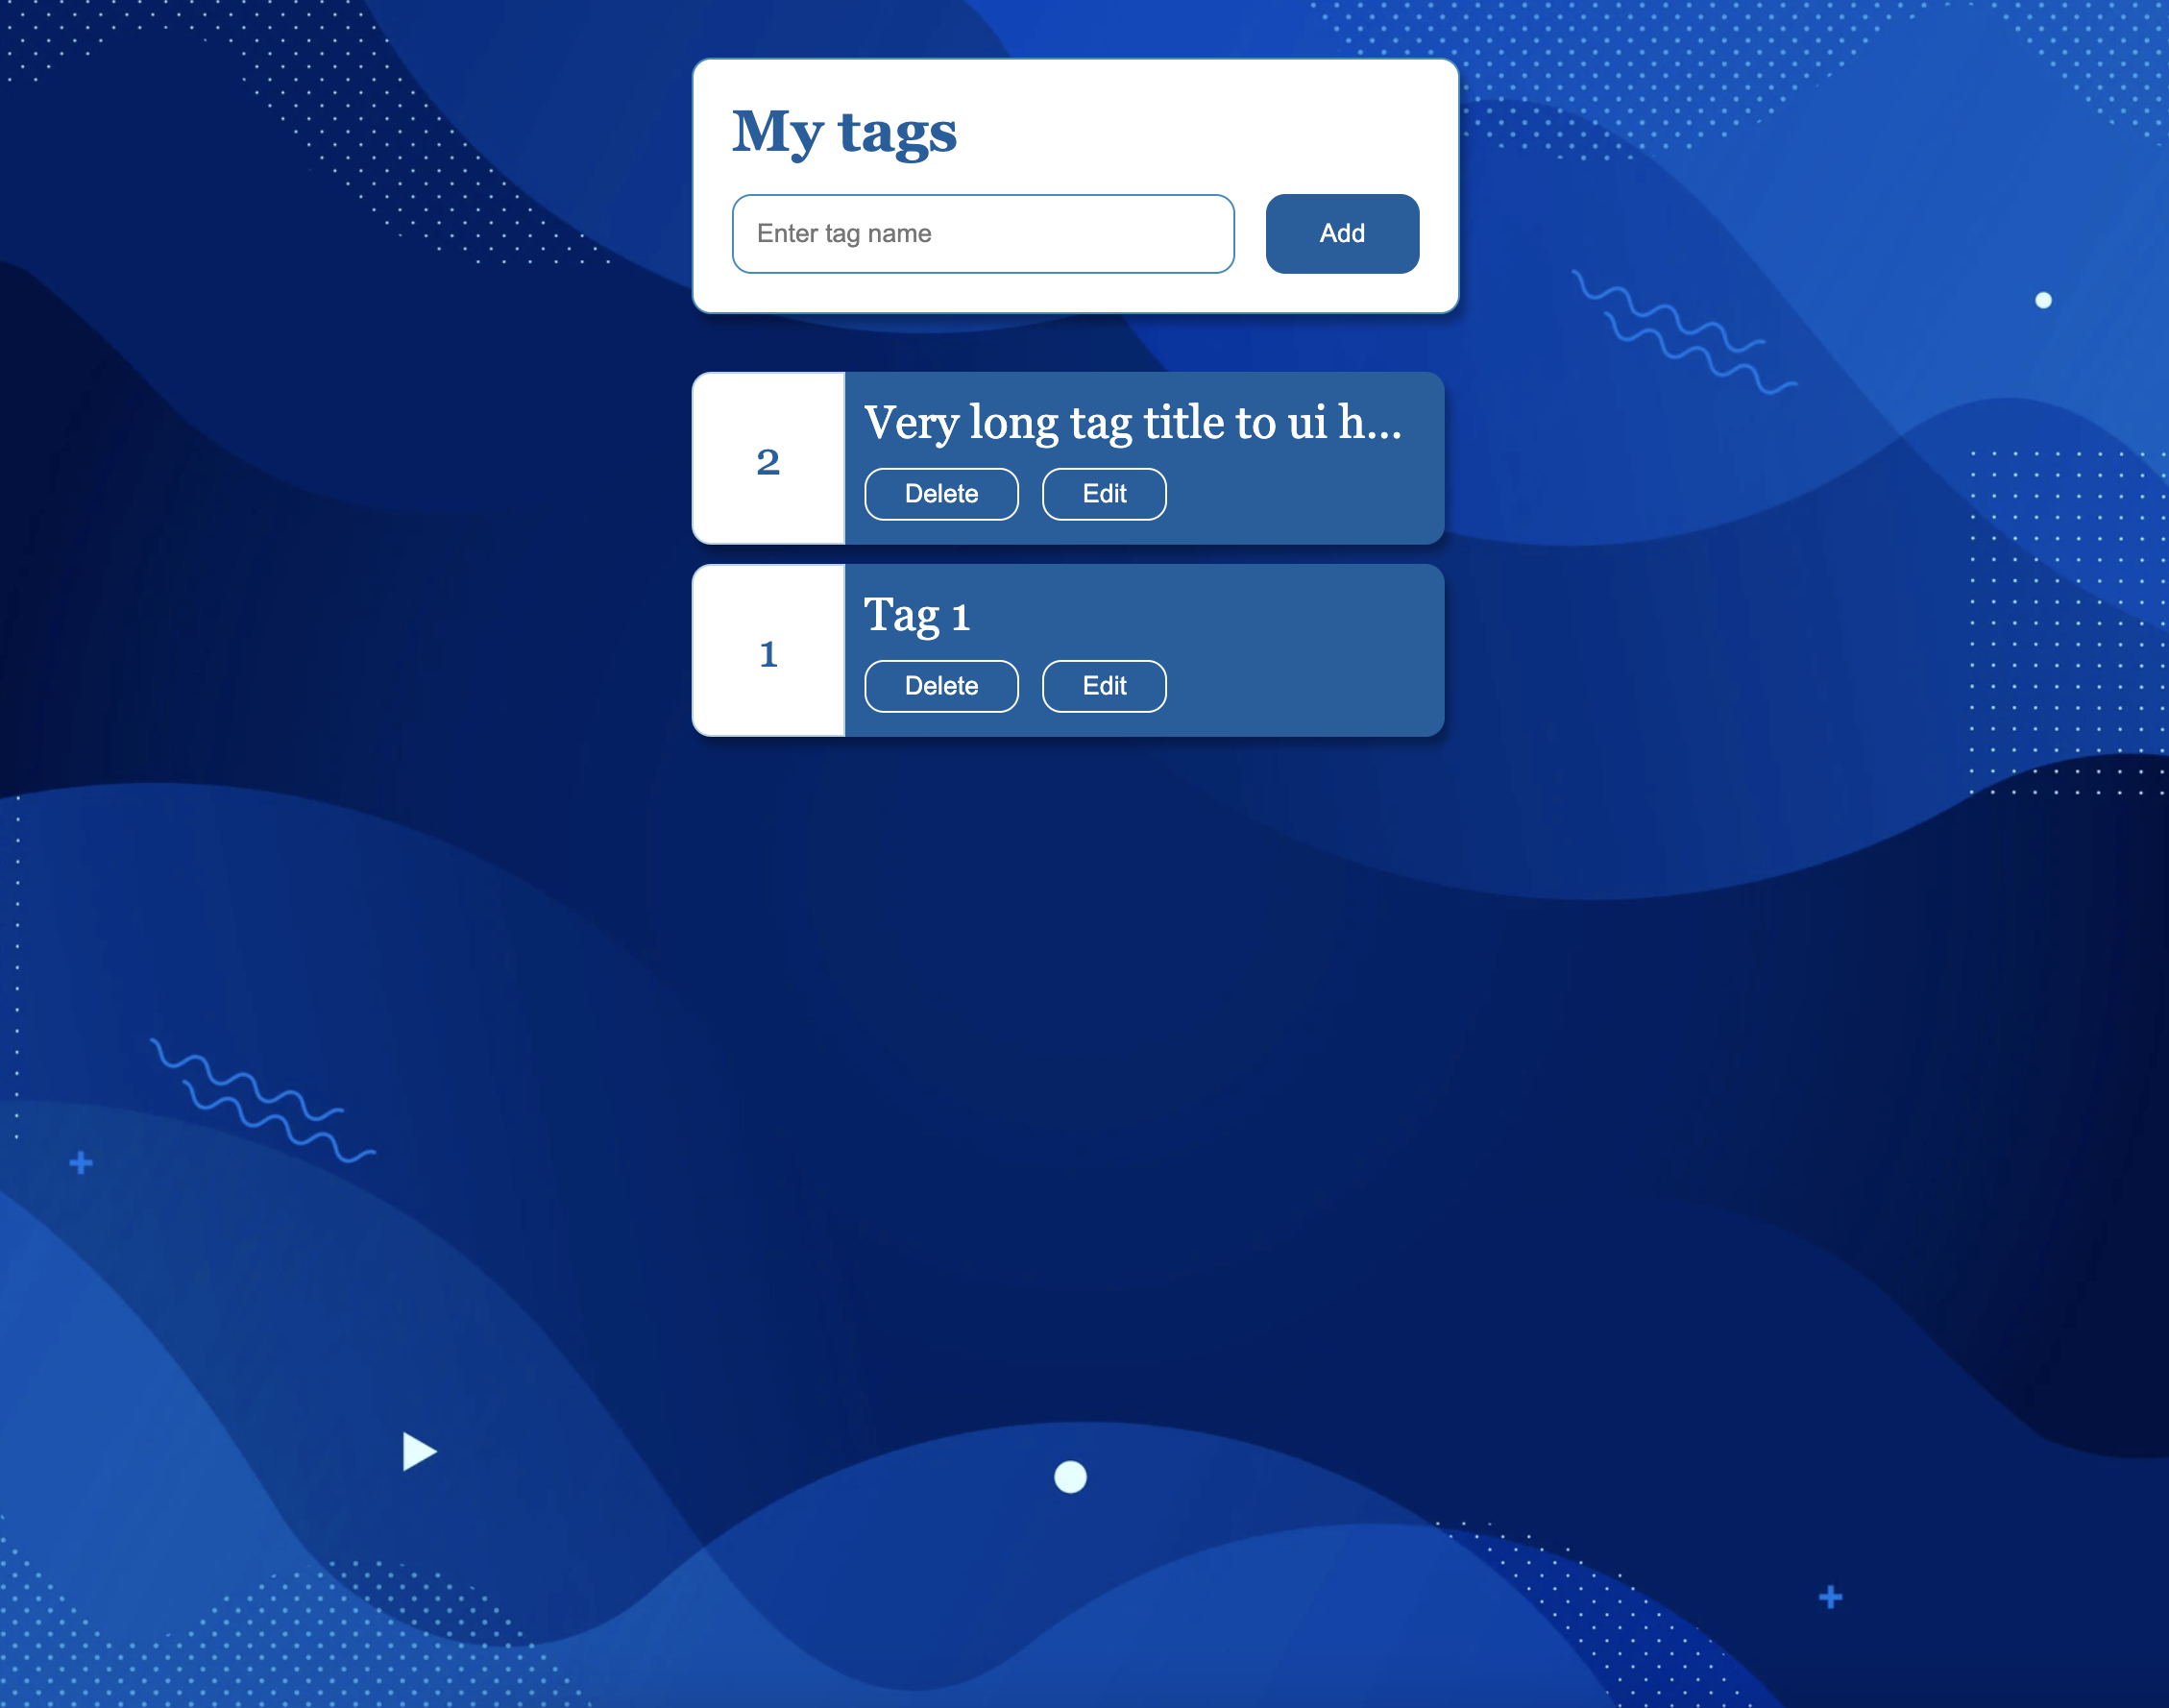 My tags
Enter tag name
Add
2
Very long tag title to ui h...
Delete
Edit
1
Tag 1
Delete
Edit